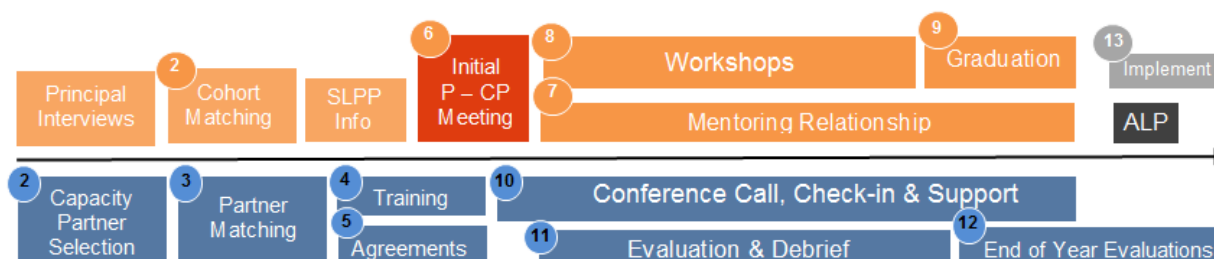 Principal
Interviews
2
Cohort
Matching
SLPP
Info
6
Initial
P – CP
Meeting
8
Workshops
9
Graduation
7
Mentoring Relationship
13
Implement
ALP
2
Capacity
Partner
Selection
3
Partner
Matching
4
Training
5
Agreements
10
Conference Call, Check-in & Support
11
Evaluation & Debrief
12
End of Year Evaluations